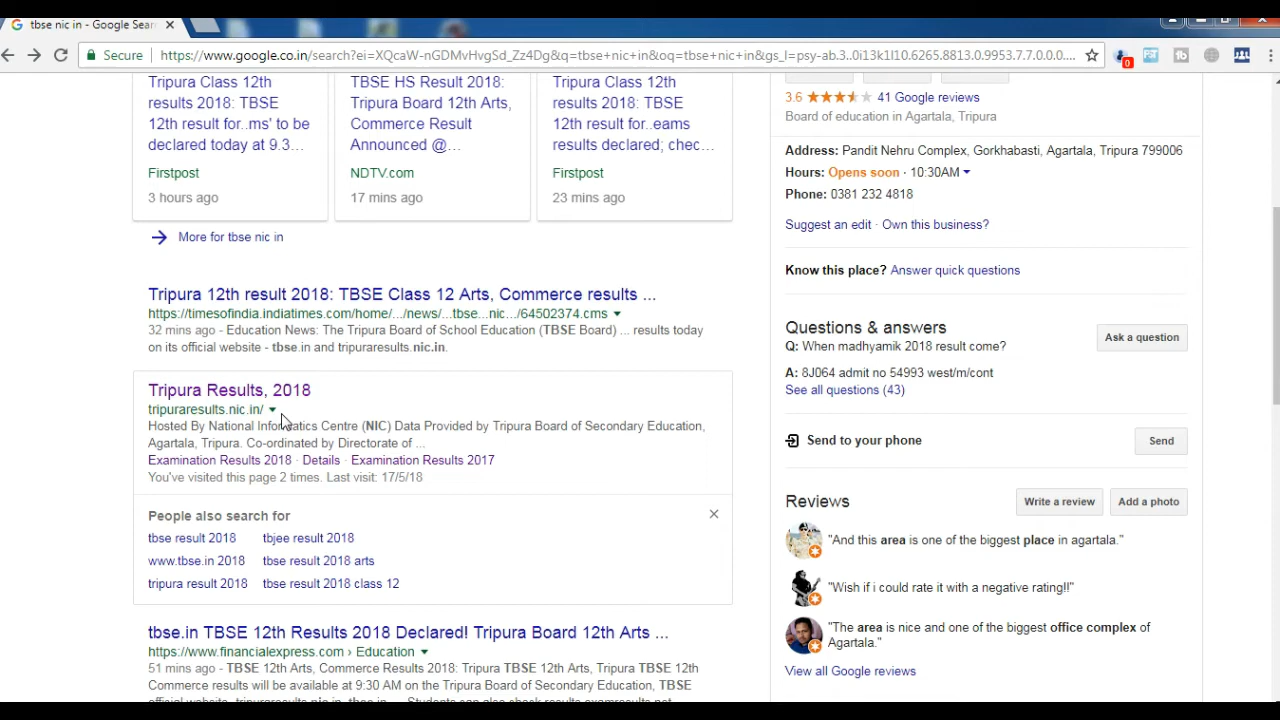 tbse nic in - Google Sear
Secure
https://www.google.co.in/search?ei=XQcaW-nGDMvHvgSd_Zz4Dg&q=tbse+nic+in&oq=tbse+nic+in&gs_l=psy-ab.3..0i13k1l10.6265.8813.0.9953.7.7.0.0.0....
0
Tripura Class 12th
results 2018: TBSE
12th result for..ms' to be
declared today at 9.3...
Firstpost
3 hours ago
TBSE HS Result 2018:
Tripura Board 12th Arts,
Commerce Result
Announced @...
NDTV.com
17 mins ago
Tripura Class 12th
results 2018: TBSE
12th result for..eams
results declared; chec...
Firstpost
23 mins ago
More for tbse nic in
Tripura 12th result 2018: TBSE Class 12 Arts, Commerce results ...
https://timesofindia.indiatimes.com/home/.../news/...tbse...nic.../64502374.cms
32 mins ago - Education News: The Tripura Board of School Education (TBSE Board) ... results today
on its official website - tbse.in and tripuraresults.nic.in.
Tripura Results, 2018
tripuraresults.nic.in/
Hosted By National Informatics Centre (NIC) Data Provided by Tripura Board of Secondary Education,
Agartala, Tripura. Co-ordinated by Directorate of ...
Examination Results 2018 · Details · Examination Results 2017
You've visited this page 2 times. Last visit: 17/5/18
People also search for
tbse result 2018
tbjee result 2018
www.tbse.in 2018
tbse result 2018 arts
tripura result 2018
tbse result 2018 class 12
tbse.in TBSE 12th Results 2018 Declared! Tripura Board 12th Arts ...
https://www.financialexpress.com › Education
51 mins ago - TBSE 12th Arts, Commerce Results 2018: Tripura TBSE 12th Arts, Tripura TBSE 12th
Commerce results will be available at 9:30 AM on the Tripura Board of Secondary Education, TBSE
official website, tripuraresults.nic.in, tbse.in ... Students can also check results examresults.net
3.6
41 Google reviews
Board of education in Agartala, Tripura
Address: Pandit Nehru Complex, Gorkhabasti, Agartala, Tripura 799006
Hours: Opens soon · 10:30AM
Phone: 0381 232 4818
Suggest an edit · Own this business?
Know this place? Answer quick questions
Questions & answers
Q: When madhyamik 2018 result come?
Ask a question
A: 8J064 admit no 54993 west/m/cont
See all questions (43)
Send to your phone
Send
Reviews
Write a review
Add a photo
"And this area is one of the biggest place in agartala."
"Wish if i could rate it with a negative rating!!"
"The area is nice and one of the biggest office complex of
Agartala."
View all Google reviews